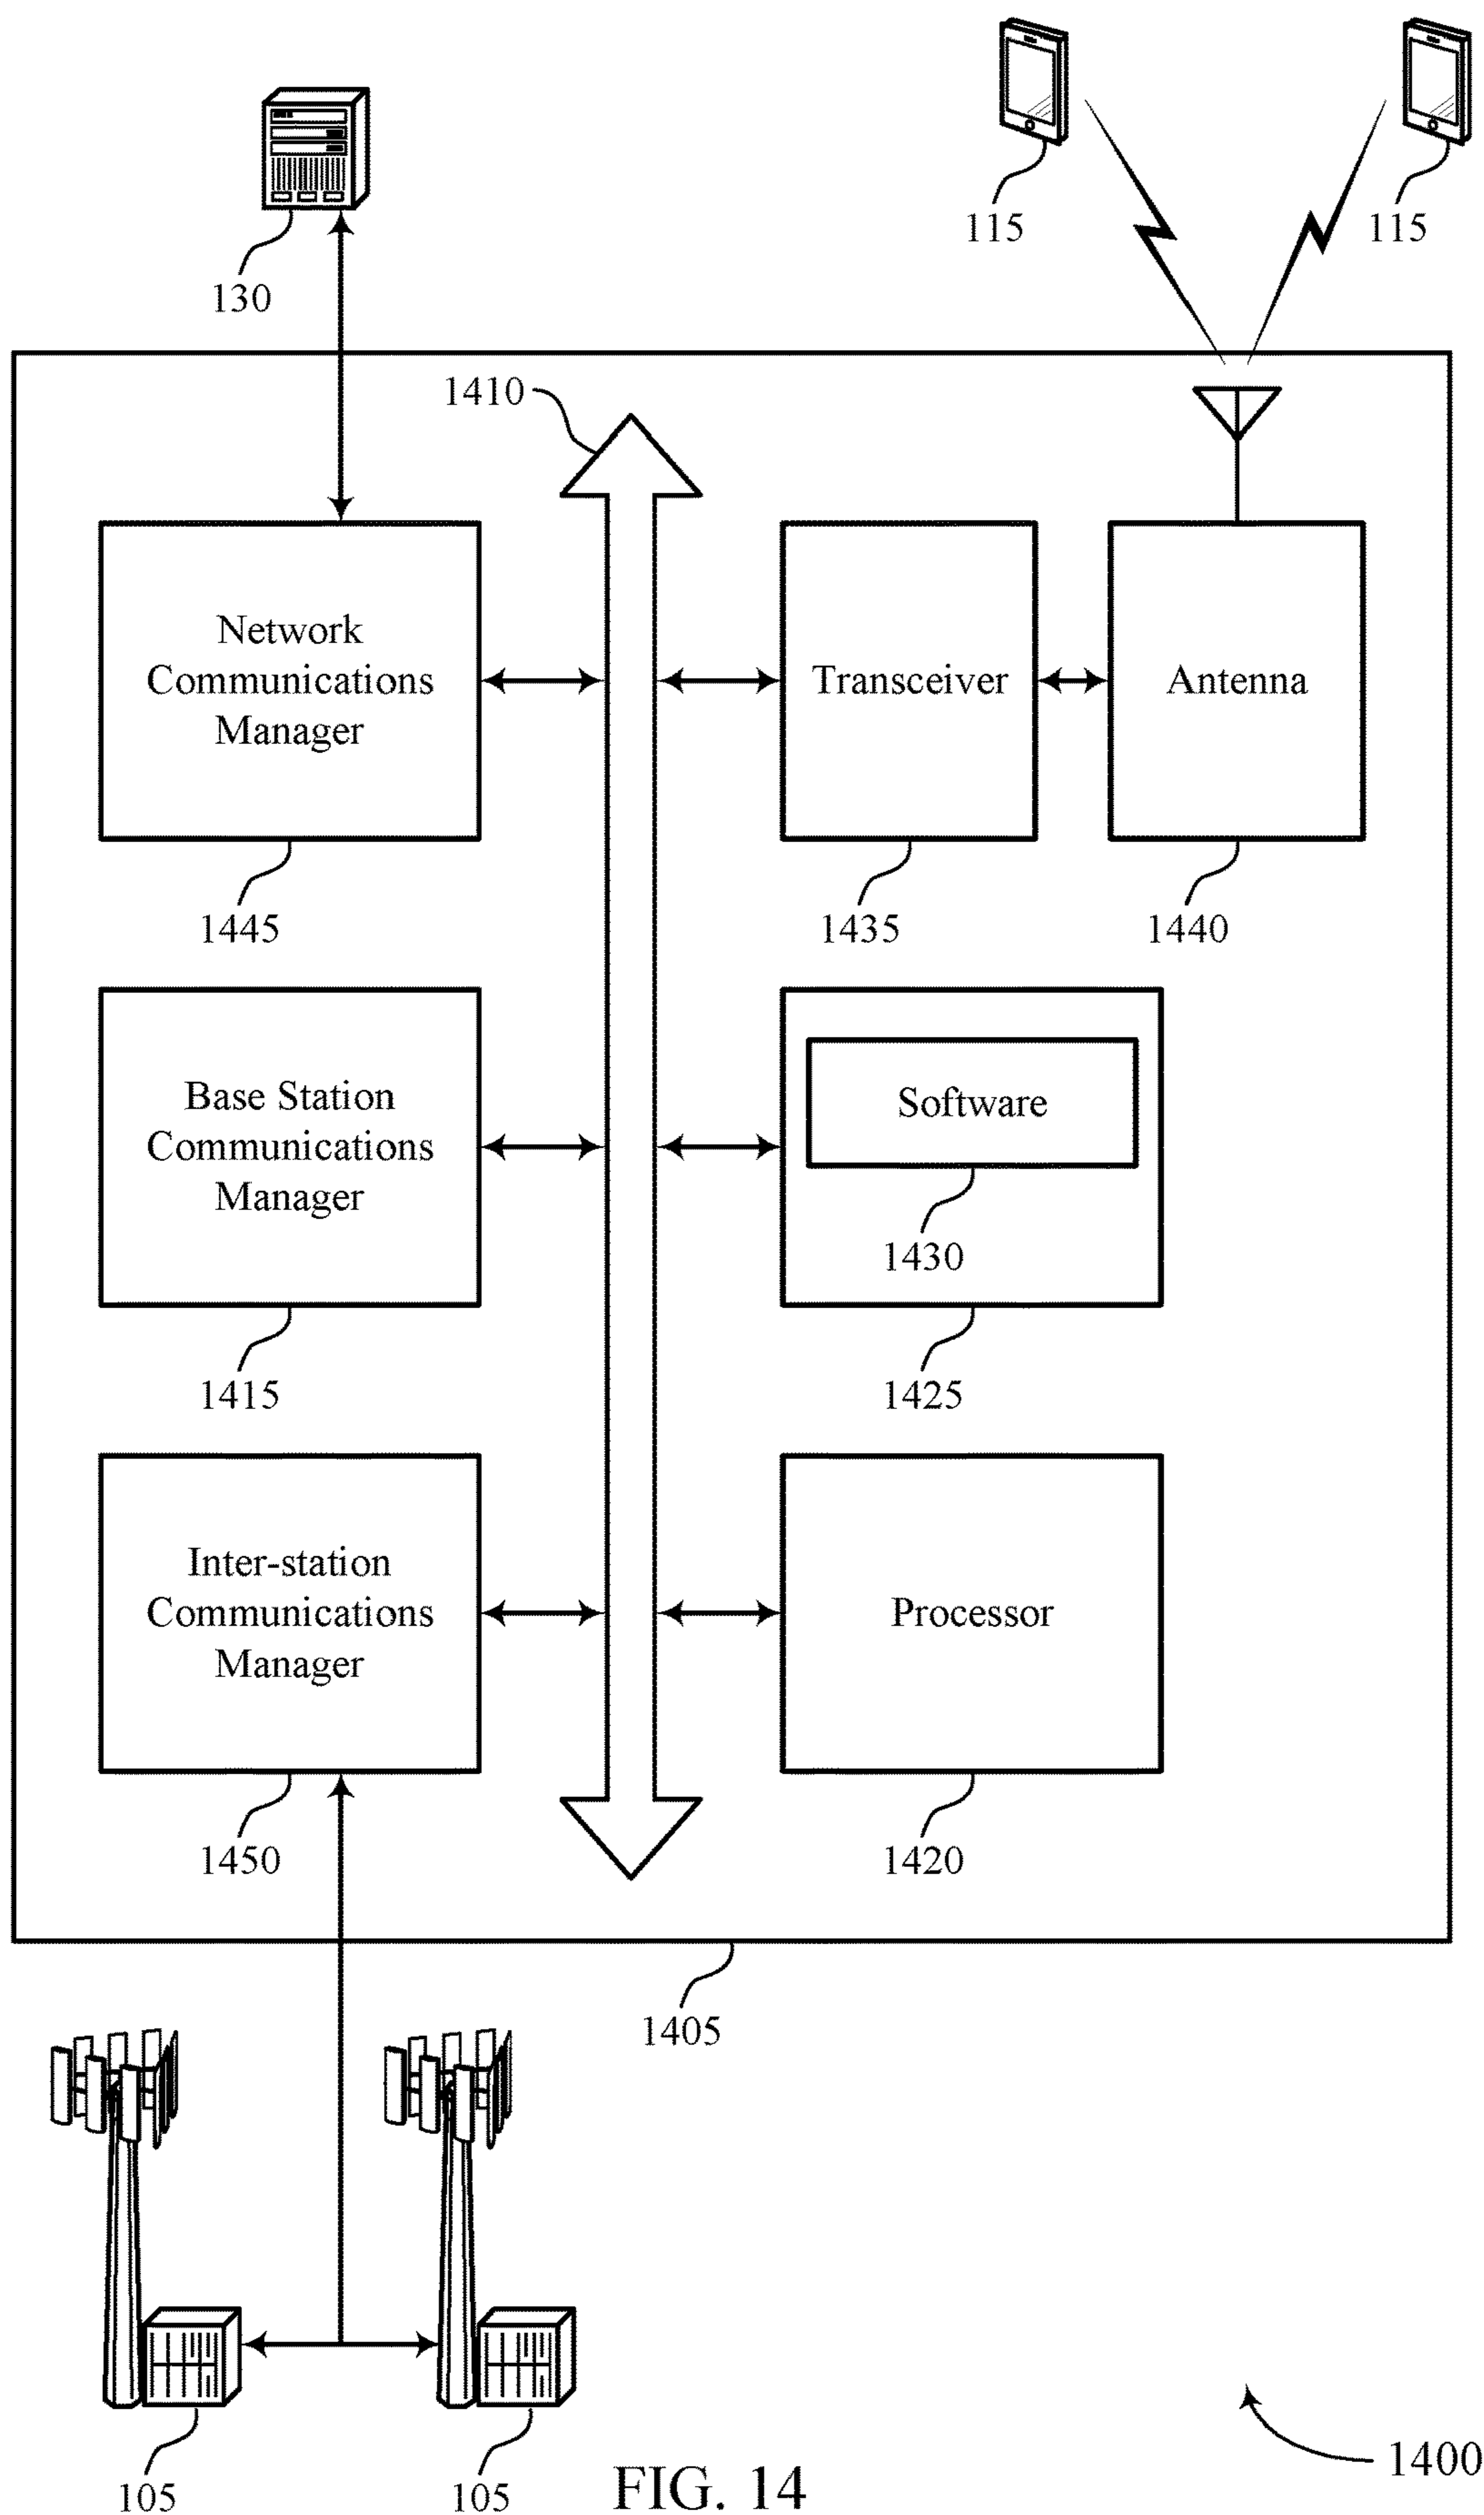 115
115
130
1410
Network
Communications
Manager
Transceiver
Antenna
1445
1435
1440
Base Station
Communications
Manager
Software
1430
1415
1425
Inter-station
Communications
Manager
Processor
1450
1420
1405
105
105
FIG. 14
1400